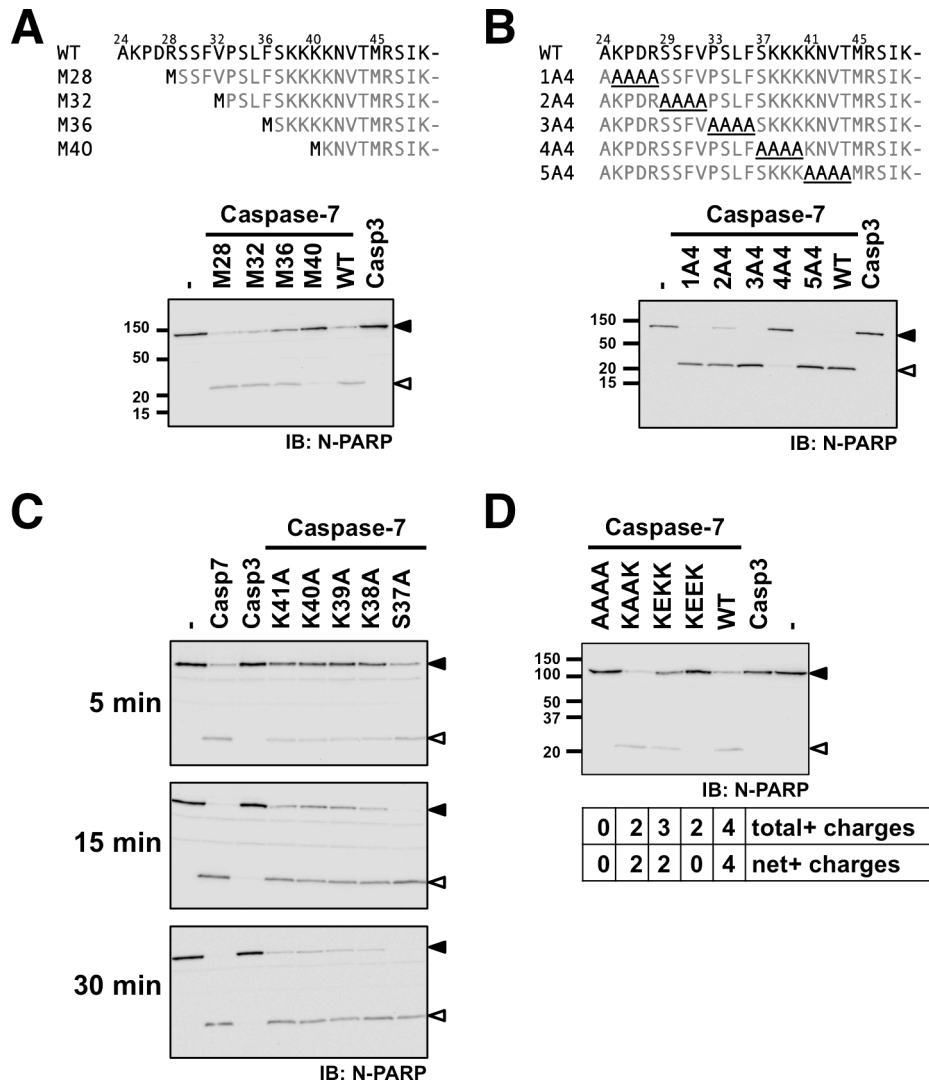 A
24 28 32 36 40 45
WT AKPDRSSFVPSLFSKKKKNVTMRSIK-
M28 MSSFVPSLFSKKKKNVTMRSIK-
M32 MPSLFSKKKKNVTMRSIK-
M36 MSKKKKNVTMRSIK-
M40 MKNVTMRSIK-
Caspase-7
- M28 M32 M36 M40 WT Casp3
150
50
20
15
IB: N-PARP
B
24 29 33 37 41 45
WT AKPDRSSFVPSLFSKKKKNVTMRSIK-
1A4 AAAAASSFVPSLFSKKKKNVTMRSIK-
2A4 AKPDRAAAAPSLFSKKKKNVTMRSIK-
3A4 AKPDRSSFVAAAASKKKKNVTMRSIK-
4A4 AKPDRSSFVPSLFAAAAKNVTMRSIK-
5A4 AKPDRSSFVPSLFSKKKAAAAMRSIK-
Caspase-7
- 1A4 2A4 3A4 4A4 5A4 WT Casp3
150
50
20
15
IB: N-PARP
C
Caspase-7
- Casp7 Casp3 K41A K40A K39A K38A S37A
5 min
15 min
30 min
IB: N-PARP
D
Caspase-7
AAAA KAAK KEKK KEEK WT Casp3 -
150
100
50
37
20
IB: N-PARP
0 2 3 2 4 total+ charges
0 2 2 0 4 net+ charges